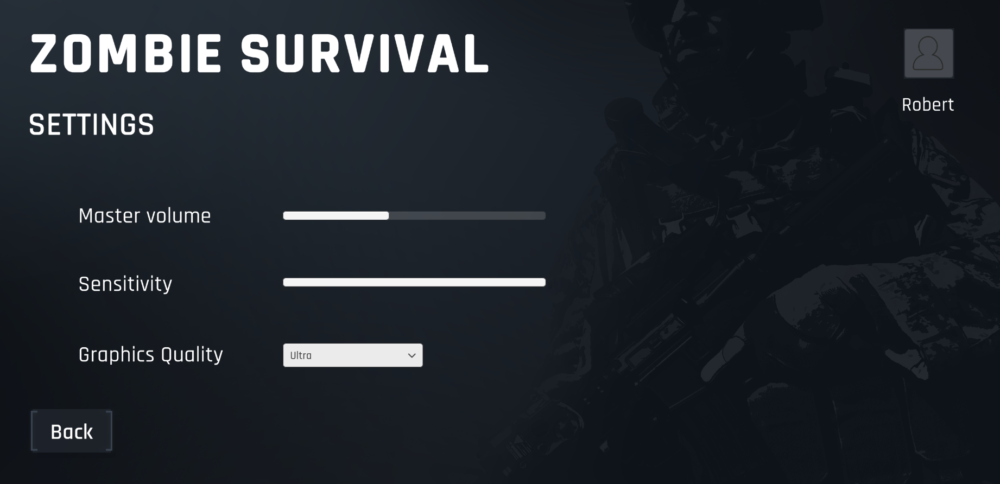 ZOMBIE SURVIVAL
Robert
SETTINGS
Master volume
Sensitivity
Graphics Quality
Ultra
Back